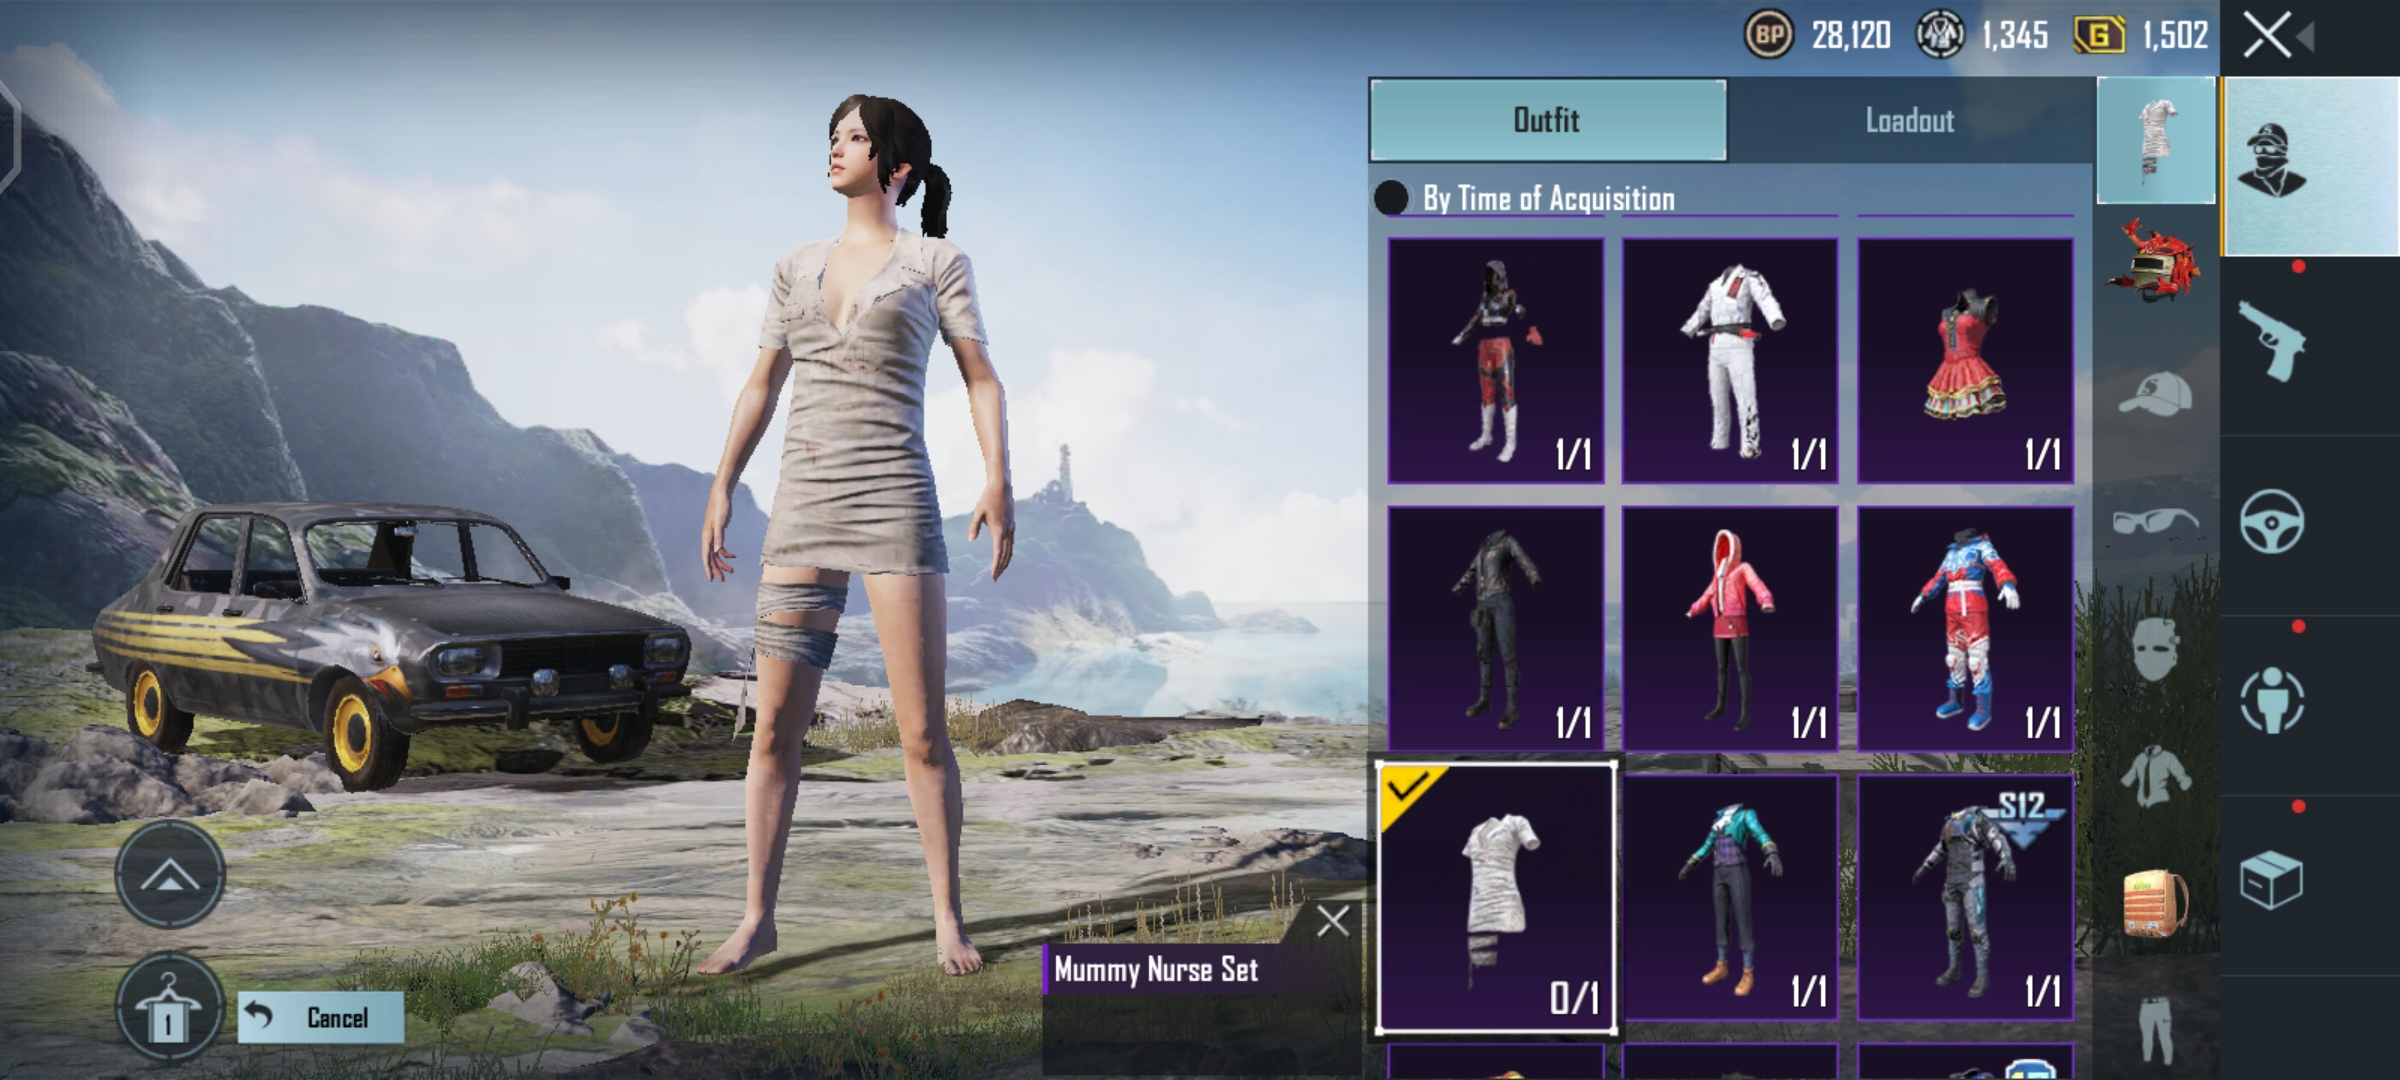 BP 28,120 1,345 G 1,502
Outfit Loadout
By Time of Acquisition
1/1 1/1 1/1
1/1 1/1 1/1
S12
0/1 1/1 1/1
Mummy Nurse Set
1 Cancel